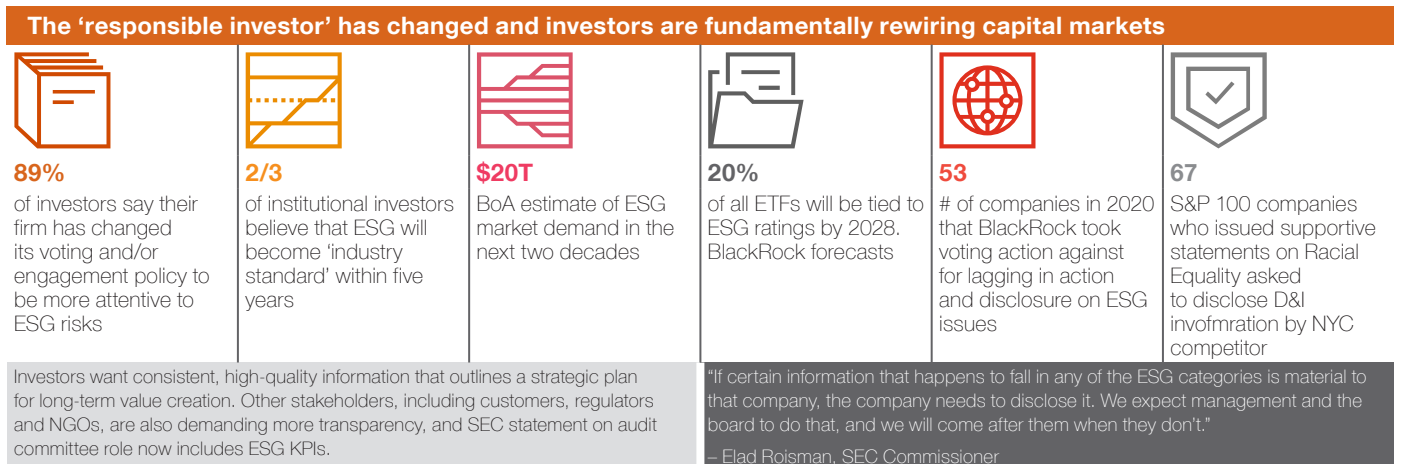 The ‘responsible investor’ has changed and investors are fundamentally rewiring capital markets
89%
of investors say their
firm has changed
its voting and/or
engagement policy to
be more attentive to
ESG risks
2/3
of institutional investors
believe that ESG will
become ‘industry
standard’ within five
years
$20T
BoA estimate of ESG
market demand in the
next two decades
20%
of all ETFs will be tied to
ESG ratings by 2028.
BlackRock forecasts
53
# of companies in 2020
that BlackRock took
voting action against
for lagging in action
and disclosure on ESG
issues
67
S&P 100 companies
who issued supportive
statements on Racial
Equality asked
to disclose D&I
invofmration by NYC
competitor
Investors want consistent, high-quality information that outlines a strategic plan
for long-term value creation. Other stakeholders, including customers, regulators
and NGOs, are also demanding more transparency, and SEC statement on audit
committee role now includes ESG KPIs.
“If certain information that happens to fall in any of the ESG categories is material to
that company, the company needs to disclose it. We expect management and the
board to do that, and we will come after them when they don’t.”
– Elad Roisman, SEC Commissioner